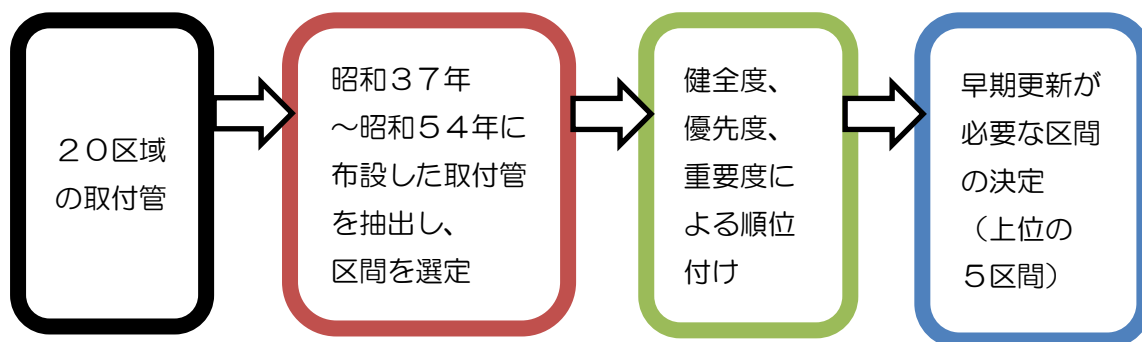 ２０区域
の取付管
昭和３７年
～昭和５４年に
布設した取付管
を抽出し、
区間を選定
健全度、
優先度、
重要度に
よる順位
付け
早期更新が
必要な区間
の決定
（上位の
５区間）